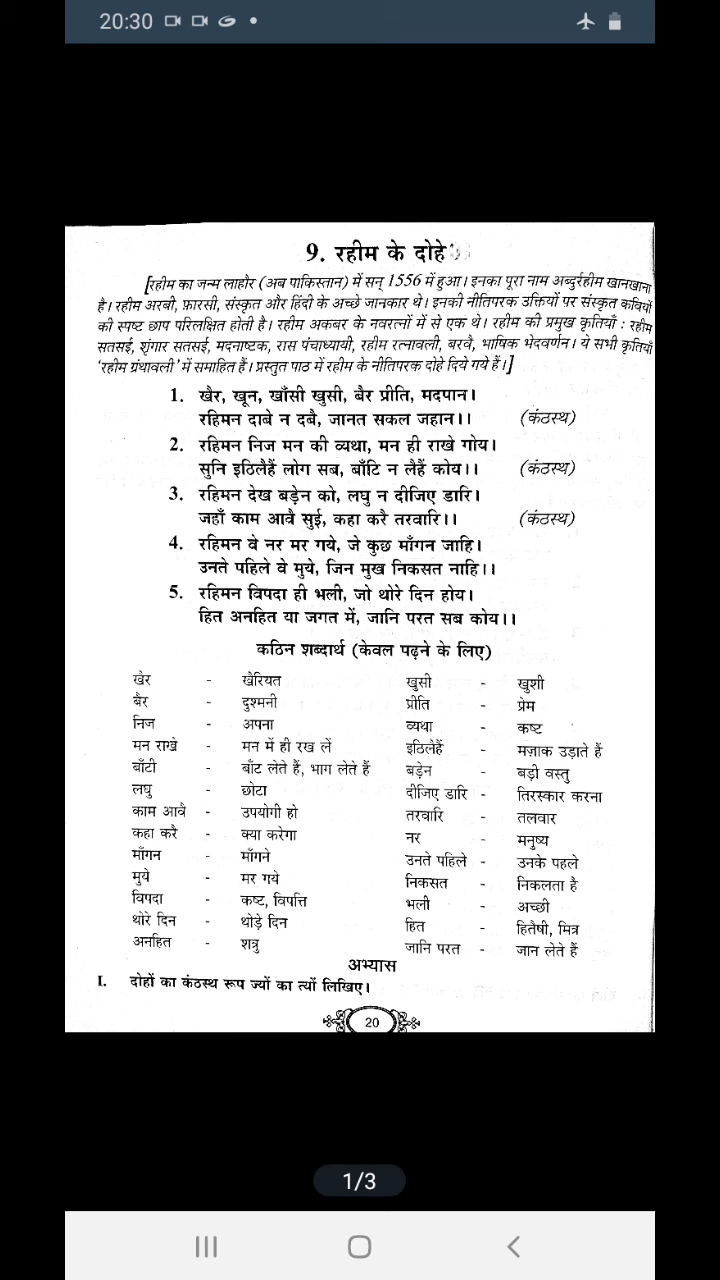 20:30
9. रहीम के दोहे
[रहीम का जन्म लाहौर (अब पाकिस्तान) में सन् 1556 में हुआ। इनका पूरा नाम अब्दुर्रहीम खानखाना
है। रहीम अरबी, फ़ारसी, संस्कृत और हिंदी के अच्छे जानकार थे। इनकी नीतिपरक उक्तियों पर संस्कृत कवियों
की स्पष्ट छाप परिलक्षित होती है। रहीम अकबर के नवरत्नों में से एक थे। रहीम की प्रमुख कृतियाँ : रहीम
सतसई, शृंगार सतसई, मदनाष्टक, रास पंचाध्यायी, रहीम रत्नावली, बरवै, भाषिक भेदवर्णन। ये सभी कृतियाँ
'रहीम ग्रंथावली' में समाहित हैं। प्रस्तुत पाठ में रहीम के नीतिपरक दोहे दिये गये हैं।]
1. खैर, खून, खाँसी खुसी, बैर प्रीति, मदपान।
रहिमन दाबे न दबै, जानत सकल जहान।। (कंठस्थ)
2. रहिमन निज मन की व्यथा, मन ही राखे गोय।
सुनि इठिलैहैं लोग सब, बाँटि न लैहैं कोय।। (कंठस्थ)
3. रहिमन देख बड़ेन को, लघु न दीजिए डारि।
जहाँ काम आवै सुई, कहा करै तरवारि।। (कंठस्थ)
4. रहिमन वे नर मर गये, जे कुछ माँगन जाहि।
उनते पहिले वे मुये, जिन मुख निकसत नाहि।।
5. रहिमन विपदा ही भली, जो थोरे दिन होय।
हित अनहित या जगत में, जानि परत सब कोय।।
कठिन शब्दार्थ (केवल पढ़ने के लिए)
खेर - खैरियत खुसी - खुशी
बैर - दुश्मनी प्रीति - प्रेम
निज - अपना व्यथा - कष्ट
मन राखे - मन में ही रख लें इठिलेहैं - मज़ाक उड़ाते हैं
बाँटी - बाँट लेते हैं, भाग लेते हैं बड़ेन - बड़ी वस्तु
लघु - छोटा दीजिए डारि - तिरस्कार करना
काम आवै - उपयोगी हो तरवारि - तलवार
कहा करै - क्या करेगा नर - मनुष्य
माँगन - माँगने उनते पहिले - उनके पहले
मुये - मर गये निकसत - निकलता है
विपदा - कष्ट, विपत्ति भली - अच्छी
थोरे दिन - थोड़े दिन हित - हितैषी, मित्र
अनहित - शत्रु जानि परत - जान लेते हैं
अभ्यास
I. दोहों का कंठस्थ रूप ज्यों का त्यों लिखिए।
20
1/3